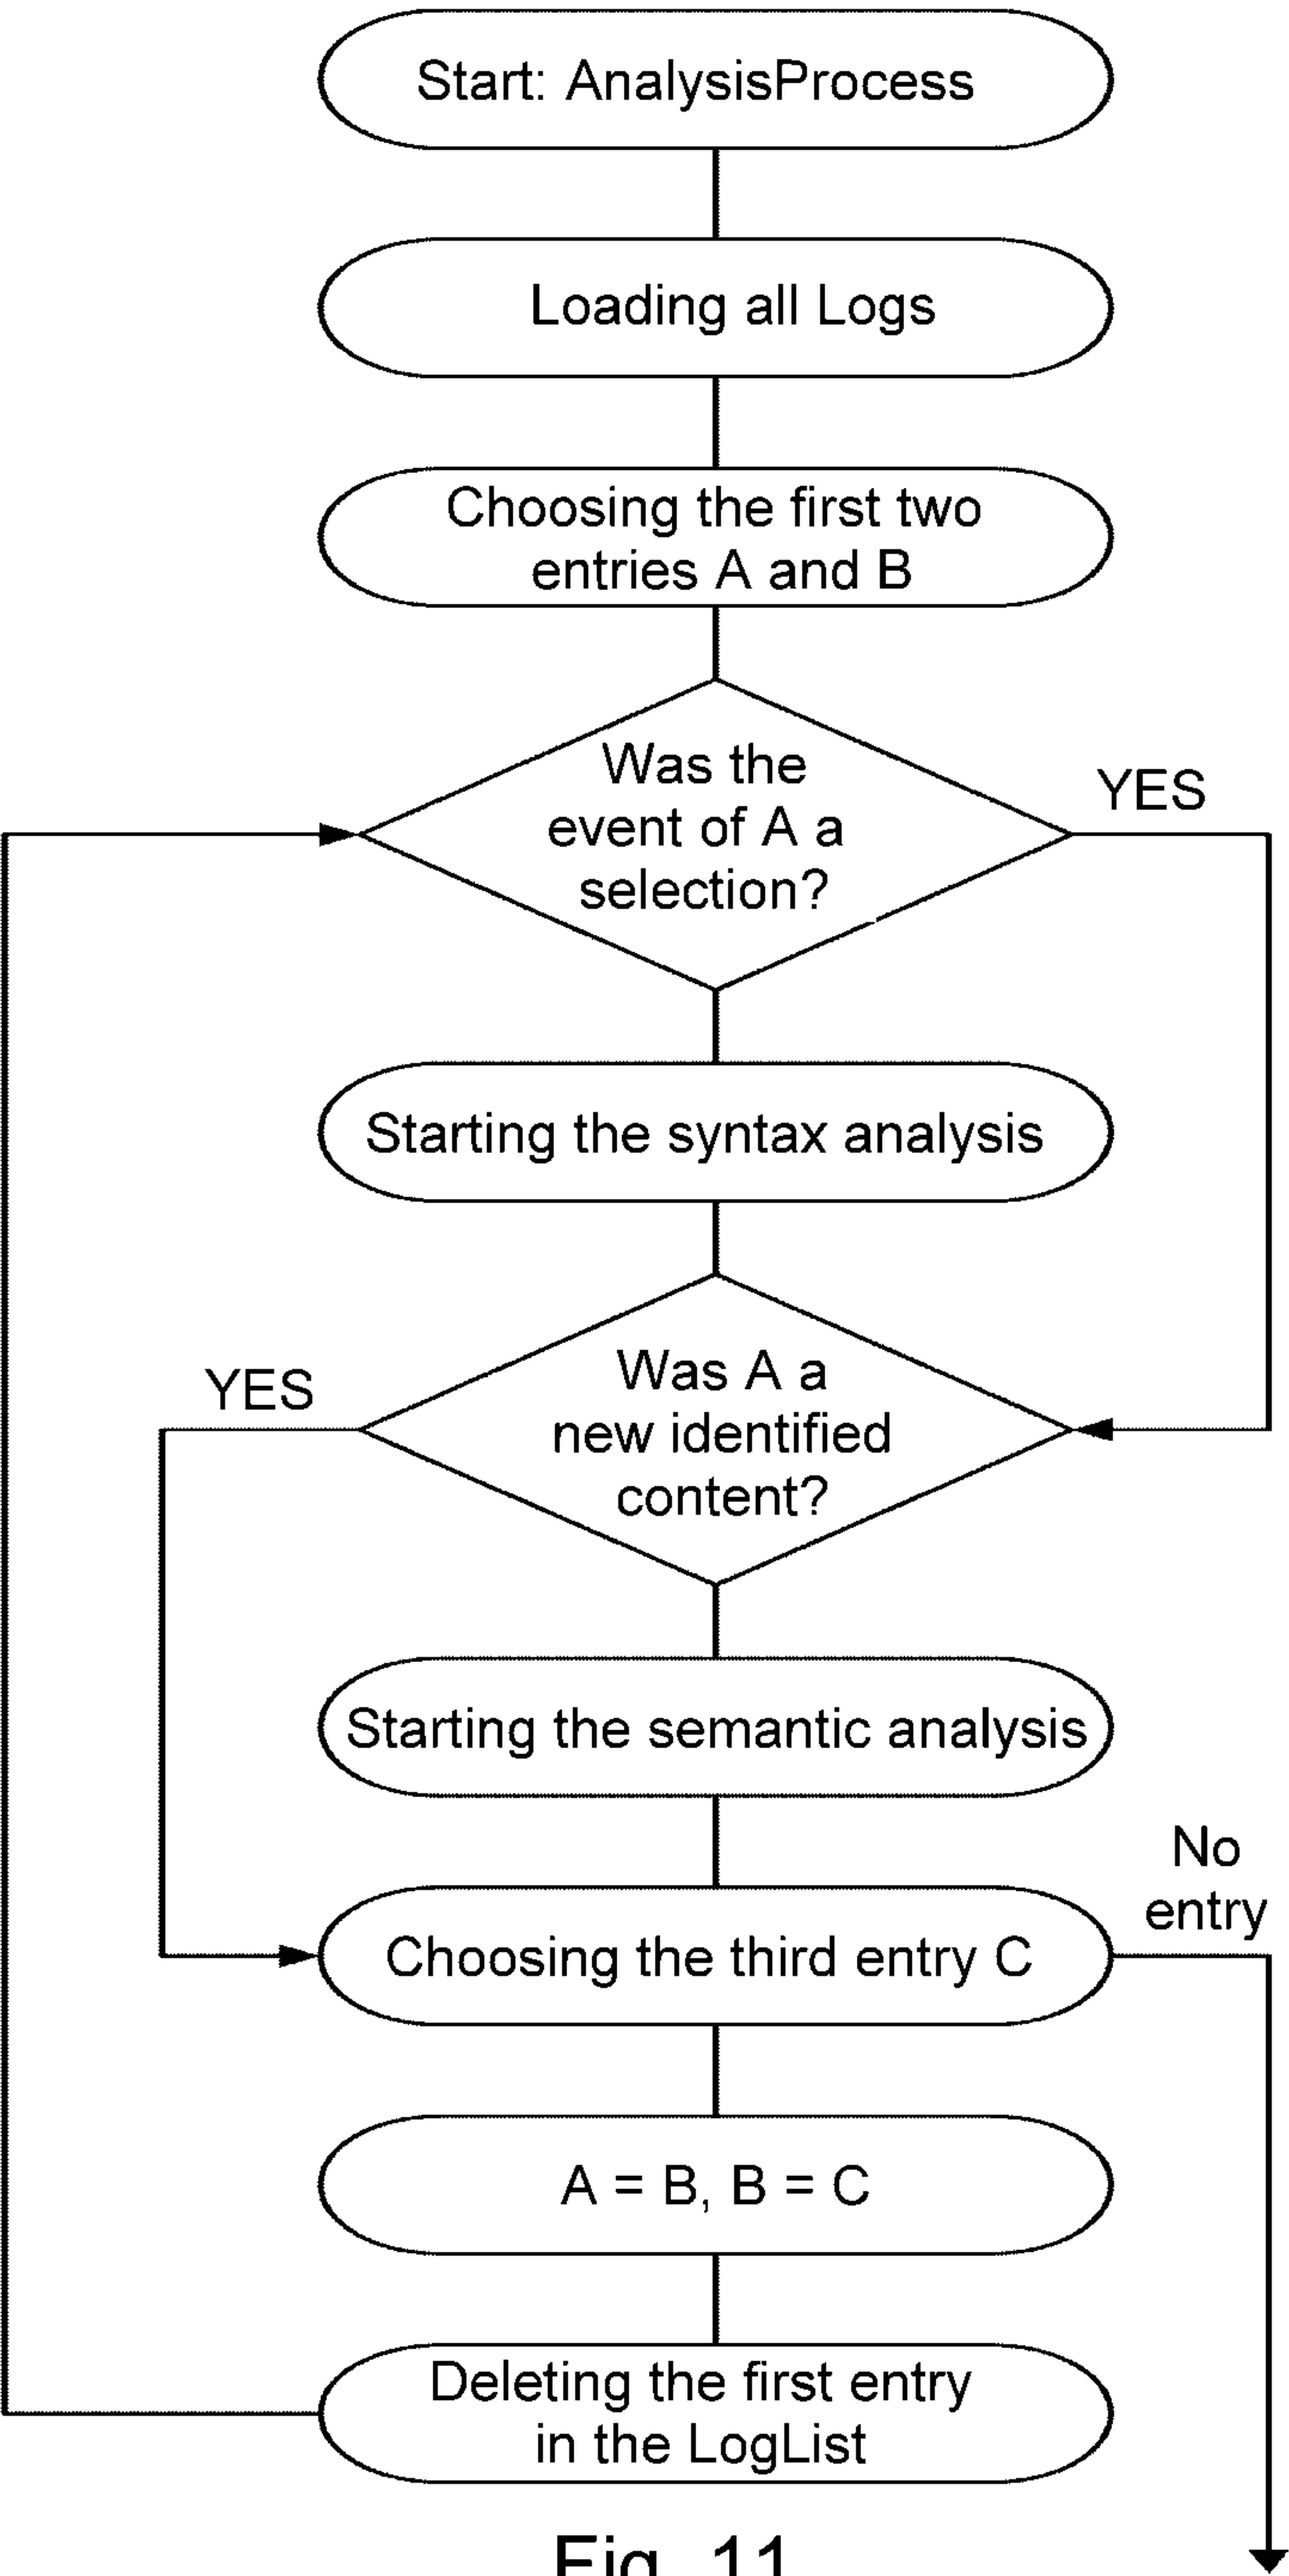 Start: AnalysisProcess
Loading all Logs
Choosing the first two
entries A and B
Was the
event of A a
selection?
YES
Starting the syntax analysis
Was A a
new identified
content?
YES
Starting the semantic analysis
No
entry
Choosing the third entry C
A = B, B = C
Deleting the first entry
in the LogList
Fig. 11